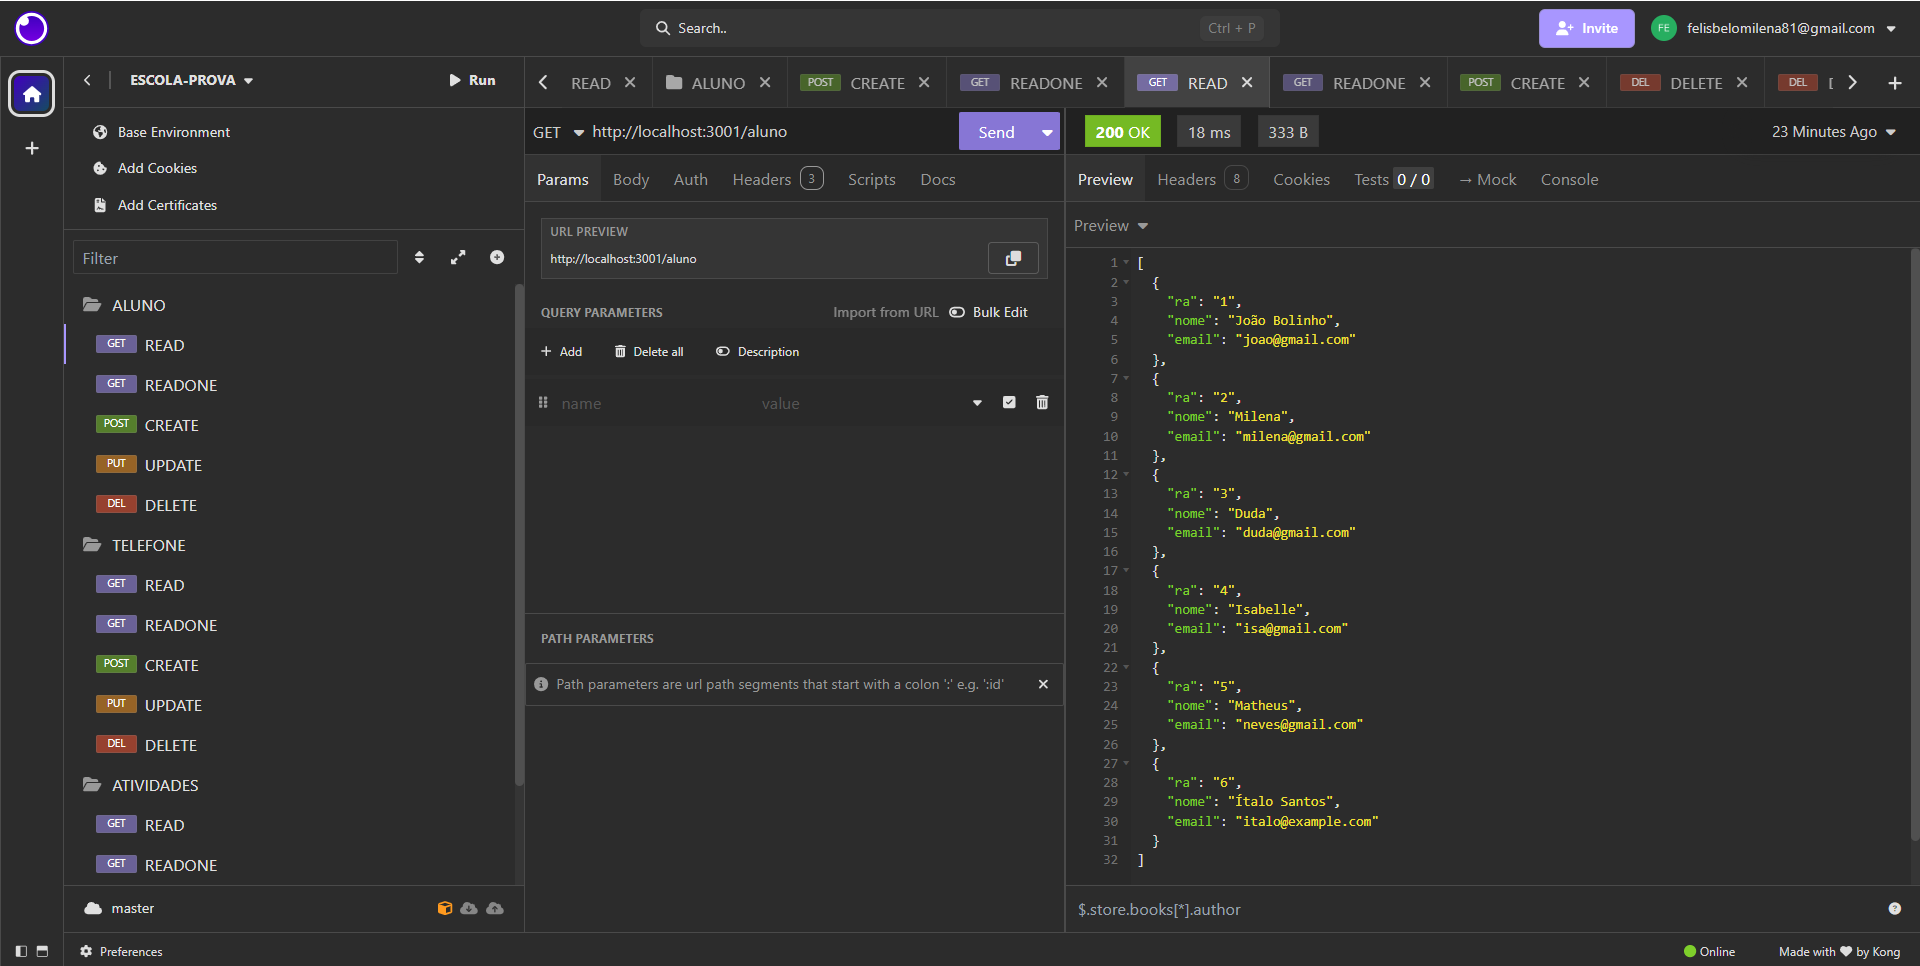 Search..
Ctrl + P
Invite
FE
felisbelomilena81@gmail.com
ESCOLA-PROVA
Run
READ
ALUNO
POST CREATE
GET READONE
GET READ
GET READONE
POST CREATE
DEL DELETE
DEL
Base Environment
Add Cookies
Add Certificates
Filter
ALUNO
GET READ
GET READONE
POST CREATE
PUT UPDATE
DEL DELETE
TELEFONE
GET READ
GET READONE
POST CREATE
PUT UPDATE
DEL DELETE
ATIVIDADES
GET READ
GET READONE
master
Preferences
GET http://localhost:3001/aluno
Send
Params Body Auth Headers 3 Scripts Docs
URL PREVIEW
http://localhost:3001/aluno
QUERY PARAMETERS
Import from URL
Bulk Edit
Add
Delete all
Description
name
value
PATH PARAMETERS
Path parameters are url path segments that start with a colon ':' e.g. ':id'
200 OK
18 ms
333 B
23 Minutes Ago
Preview Headers 8 Cookies Tests 0 / 0 → Mock Console
Preview
1 [
2 {
3 "ra": "1",
4 "nome": "João Bolinho",
5 "email": "joao@gmail.com"
6 },
7 {
8 "ra": "2",
9 "nome": "Milena",
10 "email": "milena@gmail.com"
11 },
12 {
13 "ra": "3",
14 "nome": "Duda",
15 "email": "duda@gmail.com"
16 },
17 {
18 "ra": "4",
19 "nome": "Isabelle",
20 "email": "isa@gmail.com"
21 },
22 {
23 "ra": "5",
24 "nome": "Matheus",
25 "email": "neves@gmail.com"
26 },
27 {
28 "ra": "6",
29 "nome": "Ítalo Santos",
30 "email": "italo@example.com"
31 }
32 ]
$.store.books[*].author
Online
Made with ♥ by Kong